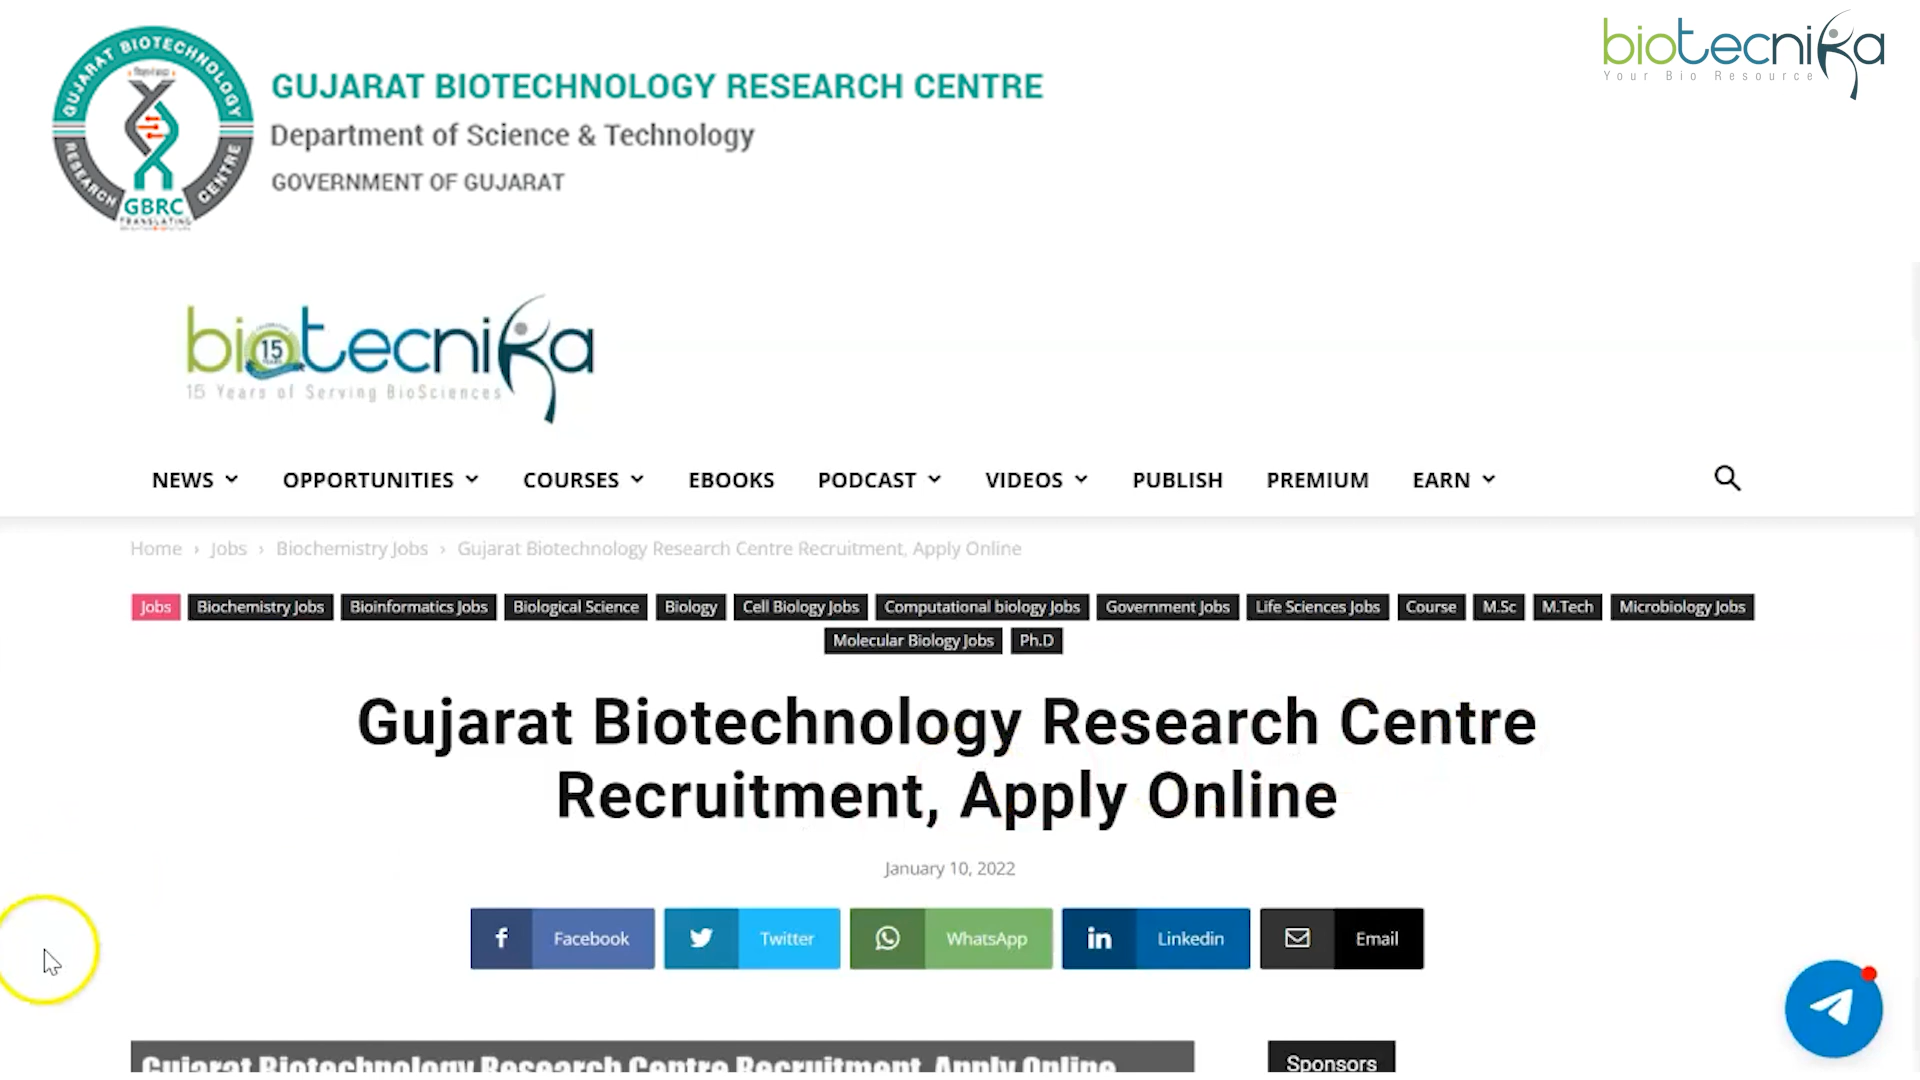 GUJARAT BIOTECHNOLOGY
RESEARCH CENTRE
GBRC
TRANSLATING
GUJARAT BIOTECHNOLOGY RESEARCH CENTRE
Department of Science & Technology
GOVERNMENT OF GUJARAT
biotecnika
Your Bio Resource
biotecnika
15
15 Years of Serving BioSciences
NEWS OPPORTUNITIES COURSES EBOOKS PODCAST VIDEOS PUBLISH PREMIUM EARN
Home › Jobs › Biochemistry Jobs › Gujarat Biotechnology Research Centre Recruitment, Apply Online
Jobs Biochemistry Jobs Bioinformatics Jobs Biological Science Biology Cell Biology Jobs Computational biology Jobs Government Jobs Life Sciences Jobs Course M.Sc M.Tech Microbiology Jobs
Molecular Biology Jobs Ph.D
Gujarat Biotechnology Research Centre
Recruitment, Apply Online
January 10, 2022
Facebook Twitter WhatsApp Linkedin Email
Gujarat Biotechnology Research Centre Recruitment, Apply Online
Sponsors